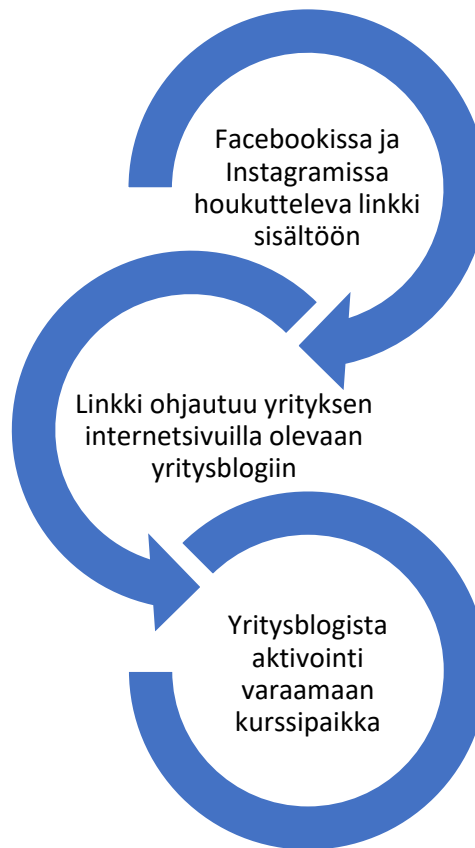 Facebookissa ja
Instagramissa
houkutteleva linkki
sisältöön
Linkki ohjautuu yrityksen
internetsivuilla olevaan
yritysblogiin
Yritysblogista
aktivointi
varaamaan
kurssipaikka